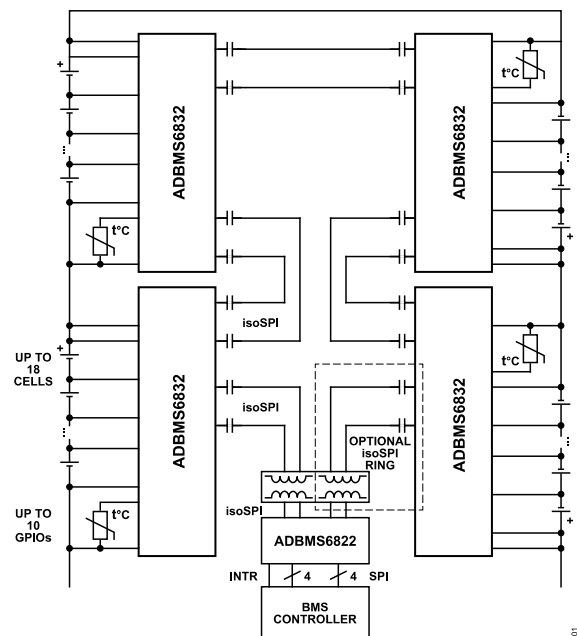 ADBMS6832
ADBMS6832
+
t°C
...
...
t°C
+
isoSPI
ADBMS6832
ADBMS6832
+
t°C
UP TO
18
CELLS
isoSPI
OPTIONAL
isoSPI
RING
...
...
t°C
UP TO
10
GPIOs
isoSPI
+
ADBMS6822
INTR
4
4
SPI
BMS
CONTROLLER
01